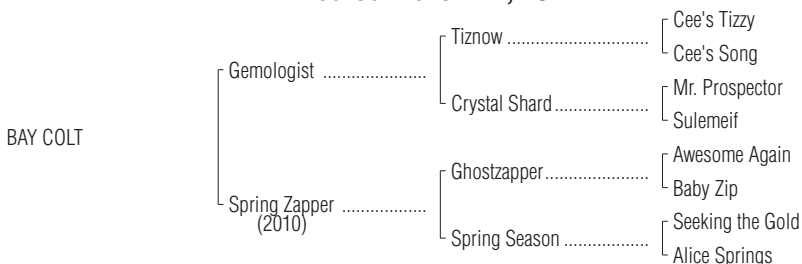 Cee's Tizzy
Tiznow ..............................
Cee's Song
Gemologist ......................
Mr. Prospector
Crystal Shard....................
Sulemeif
BAY COLT
Awesome Again
Ghostzapper......................
Baby Zip
Spring Zapper ..................
(2010)
Seeking the Gold
Spring Season ..................
Alice Springs